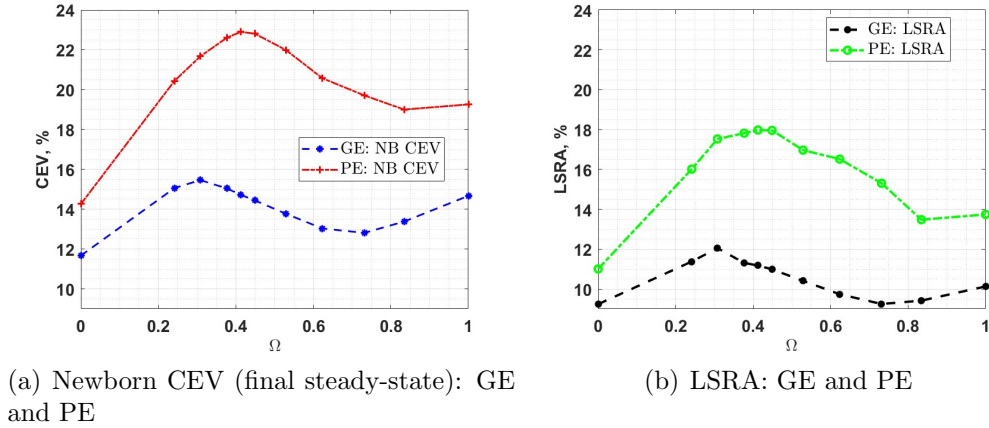 24
22
20
18
16
14
12
10
CEV, %
GE: NB CEV
PE: NB CEV
0
0.2
0.4
0.6
0.8
1
Ω
(a) Newborn CEV (final steady-state): GE
and PE
24
22
20
18
16
14
12
10
LSRA, %
GE: LSRA
PE: LSRA
0
0.2
0.4
0.6
0.8
1
Ω
(b) LSRA: GE and PE